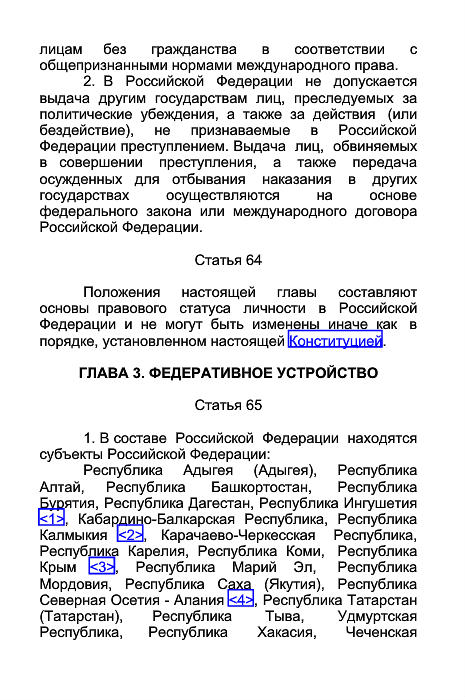 лицам без гражданства в соответствии с
общепризнанными нормами международного права.
2. В Российской Федерации не допускается
выдача другим государствам лиц, преследуемых за
политические убеждения, а также за действия (или
бездействие), не признаваемые в Российской
Федерации преступлением. Выдача лиц, обвиняемых
в совершении преступления, а также передача
осужденных для отбывания наказания в других
государствах осуществляются на основе
федерального закона или международного договора
Российской Федерации.
Статья 64
Положения настоящей главы составляют
основы правового статуса личности в Российской
Федерации и не могут быть изменены иначе как в
порядке, установленном настоящей Конституцией.
ГЛАВА 3. ФЕДЕРАТИВНОЕ УСТРОЙСТВО
Статья 65
1. В составе Российской Федерации находятся
субъекты Российской Федерации:
Республика Адыгея (Адыгея), Республика
Алтай, Республика Башкортостан, Республика
Бурятия, Республика Дагестан, Республика Ингушетия
<1>, Кабардино-Балкарская Республика, Республика
Калмыкия <2>, Карачаево-Черкесская Республика,
Республика Карелия, Республика Коми, Республика
Крым <3>, Республика Марий Эл, Республика
Мордовия, Республика Саха (Якутия), Республика
Северная Осетия - Алания <4>, Республика Татарстан
(Татарстан), Республика Тыва, Удмуртская
Республика, Республика Хакасия, Чеченская